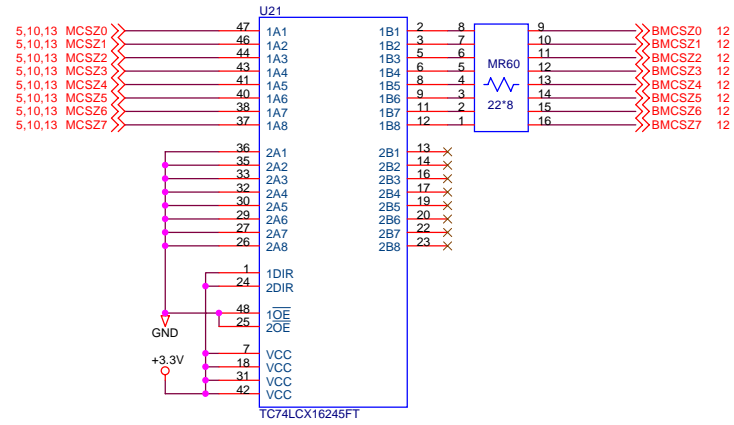 U21
5,10,13 MCSZ0 47 1A1 1B1 2 8 9 BMCSZ0 12
5,10,13 MCSZ1 46 1A2 1B2 3 7 10 BMCSZ1 12
5,10,13 MCSZ2 44 1A3 1B3 5 6 MR60 11 BMCSZ2 12
5,10,13 MCSZ3 43 1A4 1B4 6 5 12 BMCSZ3 12
5,10,13 MCSZ4 41 1A5 1B5 8 4 13 BMCSZ4 12
5,10,13 MCSZ5 40 1A6 1B6 9 3 22*8 14 BMCSZ5 12
5,10,13 MCSZ6 38 1A7 1B7 11 2 15 BMCSZ6 12
5,10,13 MCSZ7 37 1A8 1B8 12 1 16 BMCSZ7 12
36 2A1 2B1 13
35 2A2 2B2 14
33 2A3 2B3 16
32 2A4 2B4 17
30 2A5 2B5 19
29 2A6 2B6 20
27 2A7 2B7 22
26 2A8 2B8 23
1 1DIR
24 2DIR
48 1OE
GND 25 2OE
+3.3V 7 VCC
18 VCC
31 VCC
42 VCC
TC74LCX16245FT